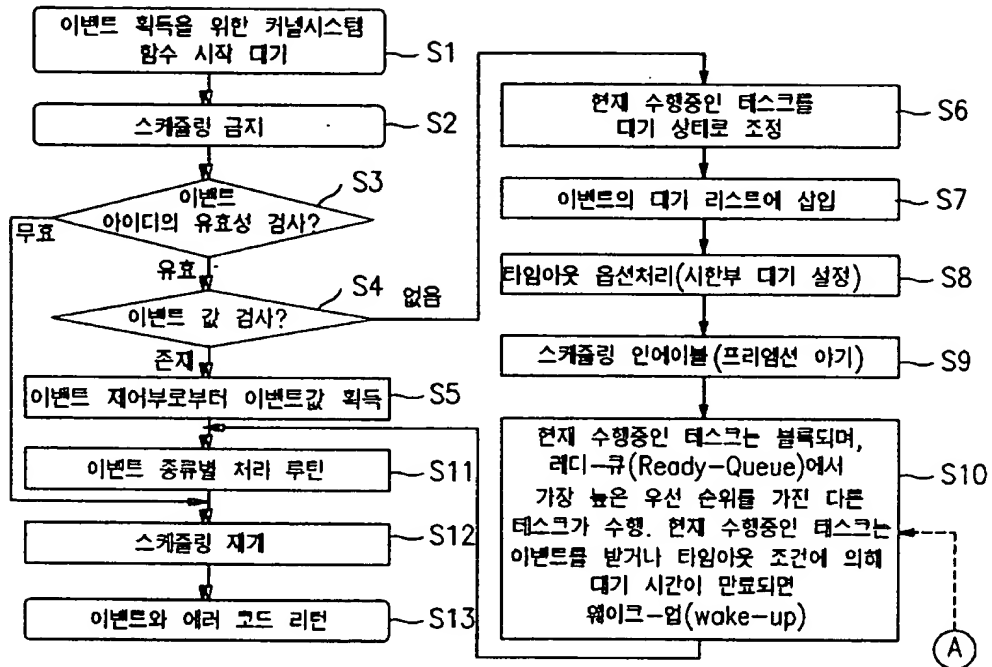 이벤트 획득을 위한 커널시스템
함수 시작 대기
S1
스케쥴링 금지
S2
S3
이벤트
아이디의 유효성 검사?
무효
유효
S4
없음
이벤트 값 검사?
존재
S5
이벤트 제어부로부터 이벤트값 획득
이벤트 종류별 처리 루틴
S11
스케쥴링 재개
S12
이벤트와 에러 코드 리턴
S13
현재 수행중인 테스크를
대기 상태로 조정
S6
이벤트의 대기 리스트에 삽입
S7
타임아웃 옵션처리(시한부 대기 설정)
S8
스케쥴링 인에이블(프리엠션 야기)
S9
현재 수행중인 테스크는 블록되며,
레디-큐(Ready-Queue)에서
가장 높은 우선 순위를 가진 다른
테스크가 수행. 현재 수행중인 테스크는
이벤트를 받거나 타임아웃 조건에 의해
대기 시간이 만료되면
웨이크-업(wake-up)
S10
A